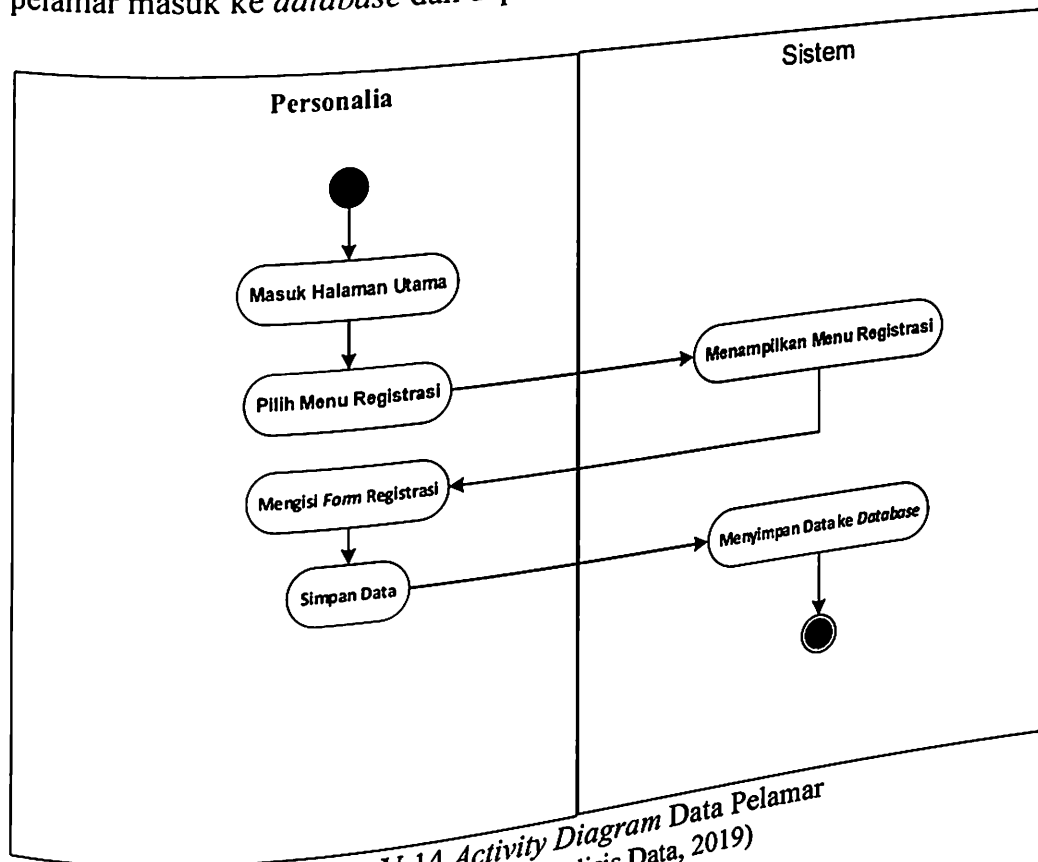 pelamar masuk ke database dan
Personalia
Sistem
Masuk Halaman Utama
Pilih Menu Registrasi
Menampilkan Menu Registrasi
Mengisi Form Registrasi
Simpan Data
Menyimpan Data ke Database
Activity Diagram Data Pelamar
Data, 2019)